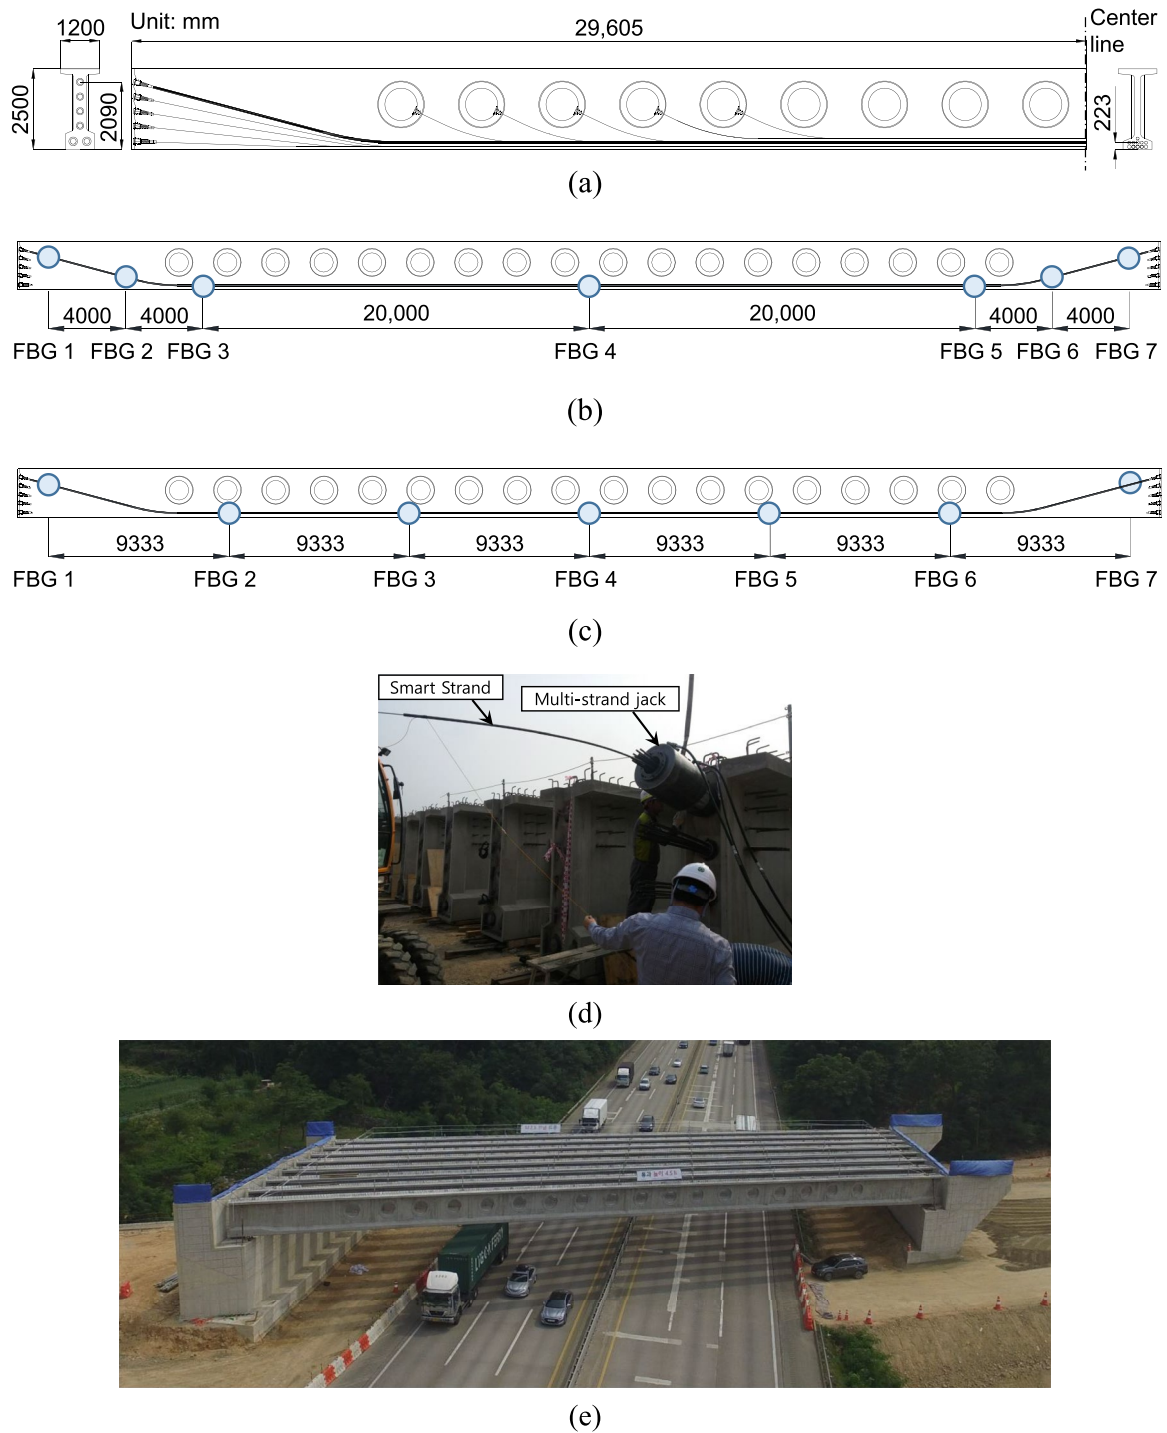 1200
Unit: mm
29,605
Center
line
2500
2090
223
(a)
4000
4000
20,000
20,000
4000
4000
FBG 1
FBG 2
FBG 3
FBG 4
FBG 5
FBG 6
FBG 7
(b)
9333
9333
9333
9333
9333
9333
FBG 1
FBG 2
FBG 3
FBG 4
FBG 5
FBG 6
FBG 7
(c)
Smart Strand
Multi-strand jack
(d)
(e)